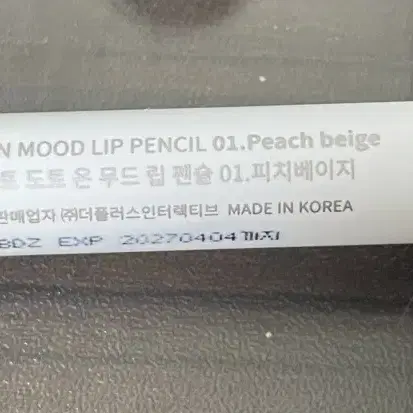 N MOOD LIP PENCIL 01.Peach beige
트 도토 온 무드 립 펜슬 01.피치베이지
판매업자 ㈜더플러스인터렉티브 MADE IN KOREA
BDZ EXP 20270404까지